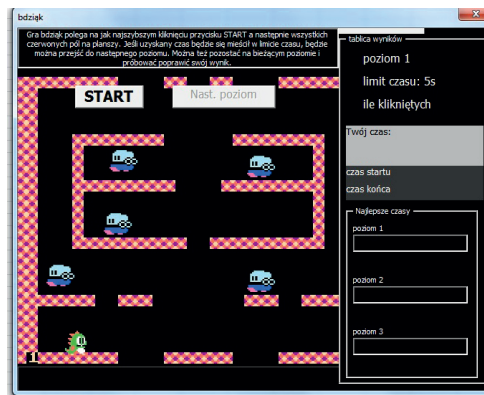 bdziąk
Gra bdziąk polega na jak najszybszym kliknięciu przycisku START a następnie wszystkich
czerwonych pól na planszy. Jeśli uzyskany czas będzie się mieścił w limicie czasu, będzie
można przejść do następnego poziomu. Można też pozostać na bieżącym poziomie i
próbować poprawić swój wynik.
START
Nast. poziom
1
tablica wyników
poziom 1
limit czasu: 5s
ile klikniętych
Twój czas:
czas startu
czas końca
Najlepsze czasy
poziom 1
poziom 2
poziom 3